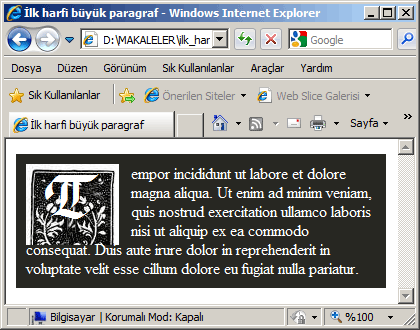 İlk harfi büyük paragraf - Windows Internet Explorer
D:\MAKALELER\ilk_har
Google
Dosya Düzen Görünüm Sık Kullanılanlar Araçlar Yardım
Sık Kullanılanlar Önerilen Siteler Web Slice Galerisi
İlk harfi büyük paragraf Sayfa
T
empor incididunt ut labore et dolore
magna aliqua. Ut enim ad minim veniam,
quis nostrud exercitation ullamco laboris
nisi ut aliquip ex ea commodo
consequat. Duis aute irure dolor in reprehenderit in
voluptate velit esse cillum dolore eu fugiat nulla pariatur.
Bilgisayar | Korumalı Mod: Kapalı %100